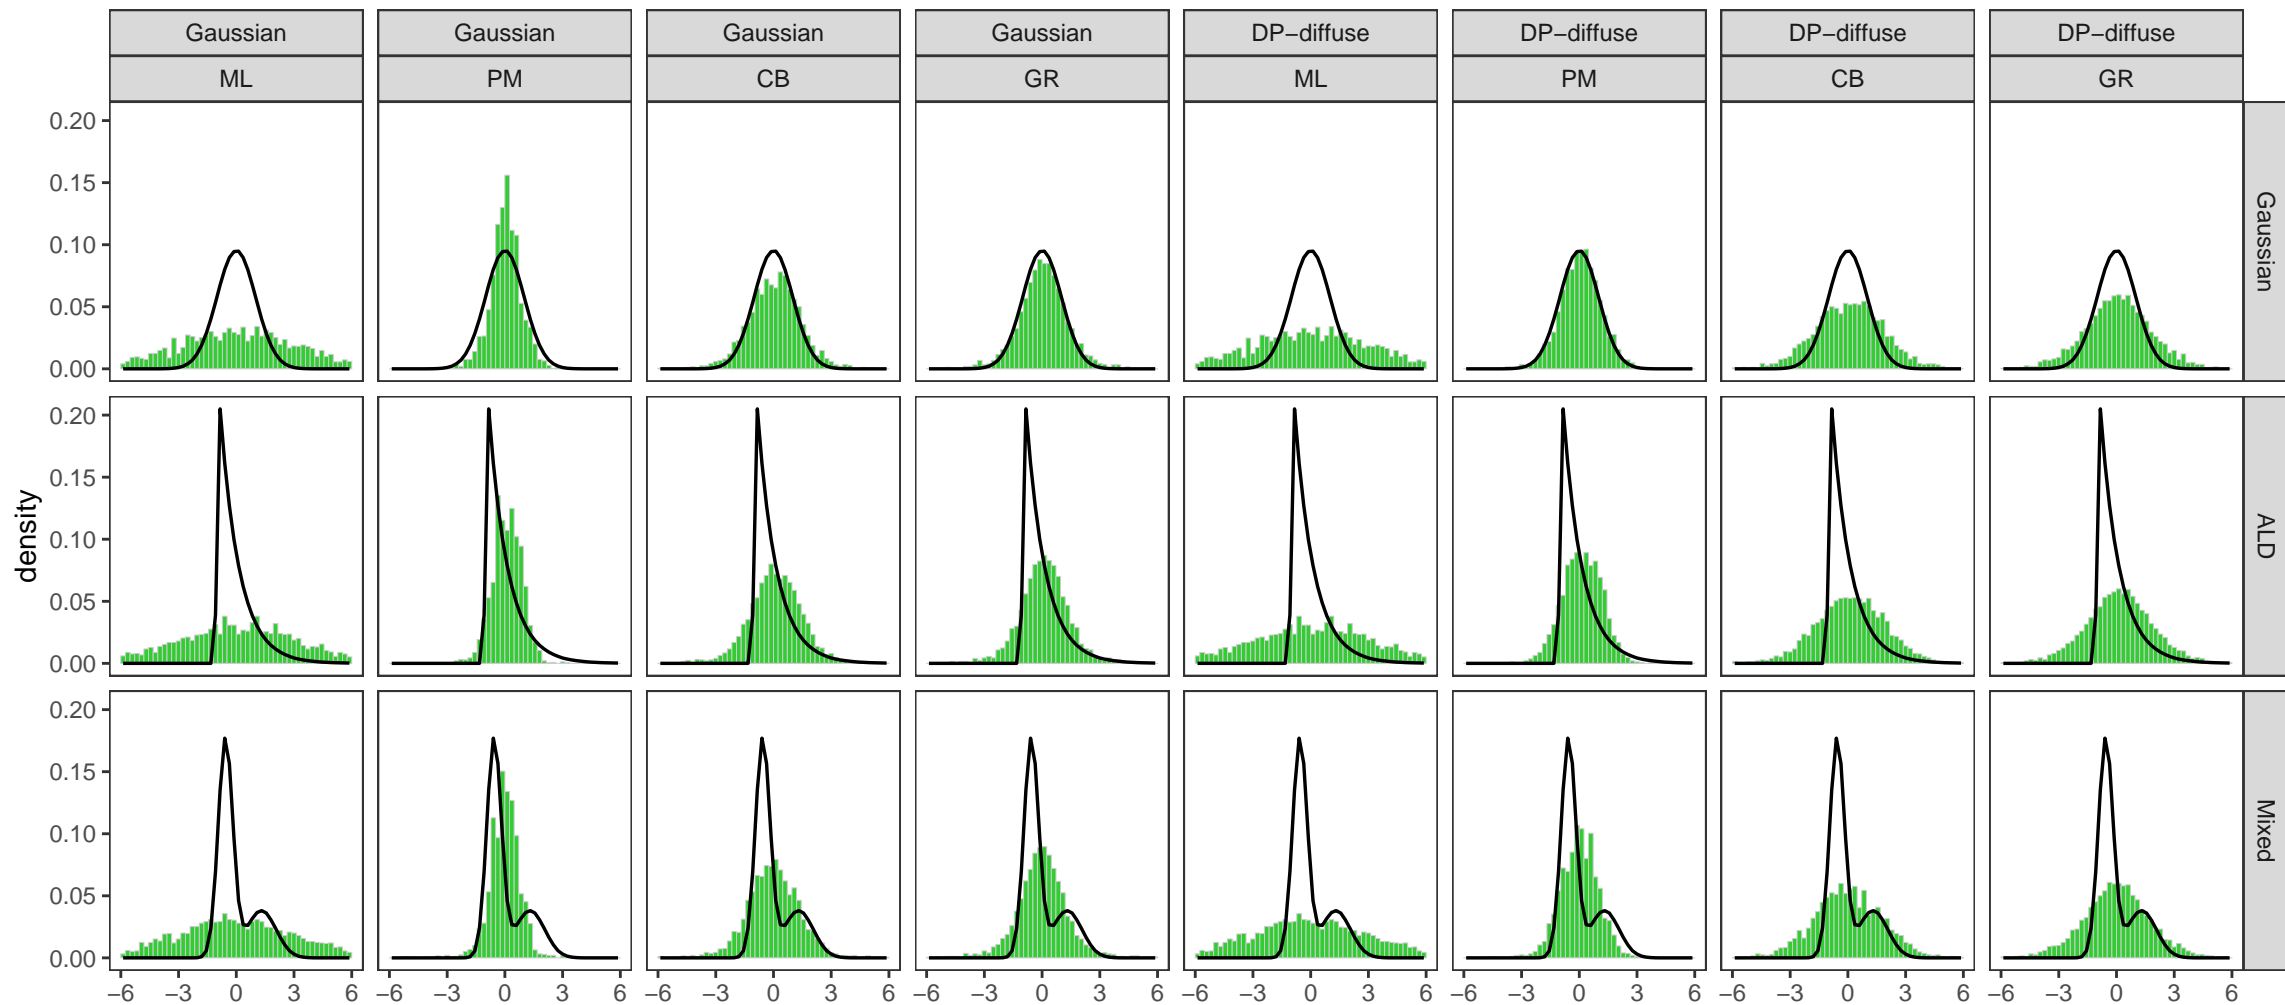 Gaussian Gaussian Gaussian Gaussian DP−diffuse DP−diffuse DP−diffuse DP−diffuse
ML PM CB GR ML PM CB GR
0.20
0.15
0.10
0.05
0.00
Gaussian
0.20
0.15
0.10
0.05
0.00
ALD
density
0.20
0.15
0.10
0.05
0.00
Mixed
−6 −3 0 3 6 −6 −3 0 3 6 −6 −3 0 3 6 −6 −3 0 3 6 −6 −3 0 3 6 −6 −3 0 3 6 −6 −3 0 3 6 −6 −3 0 3 6